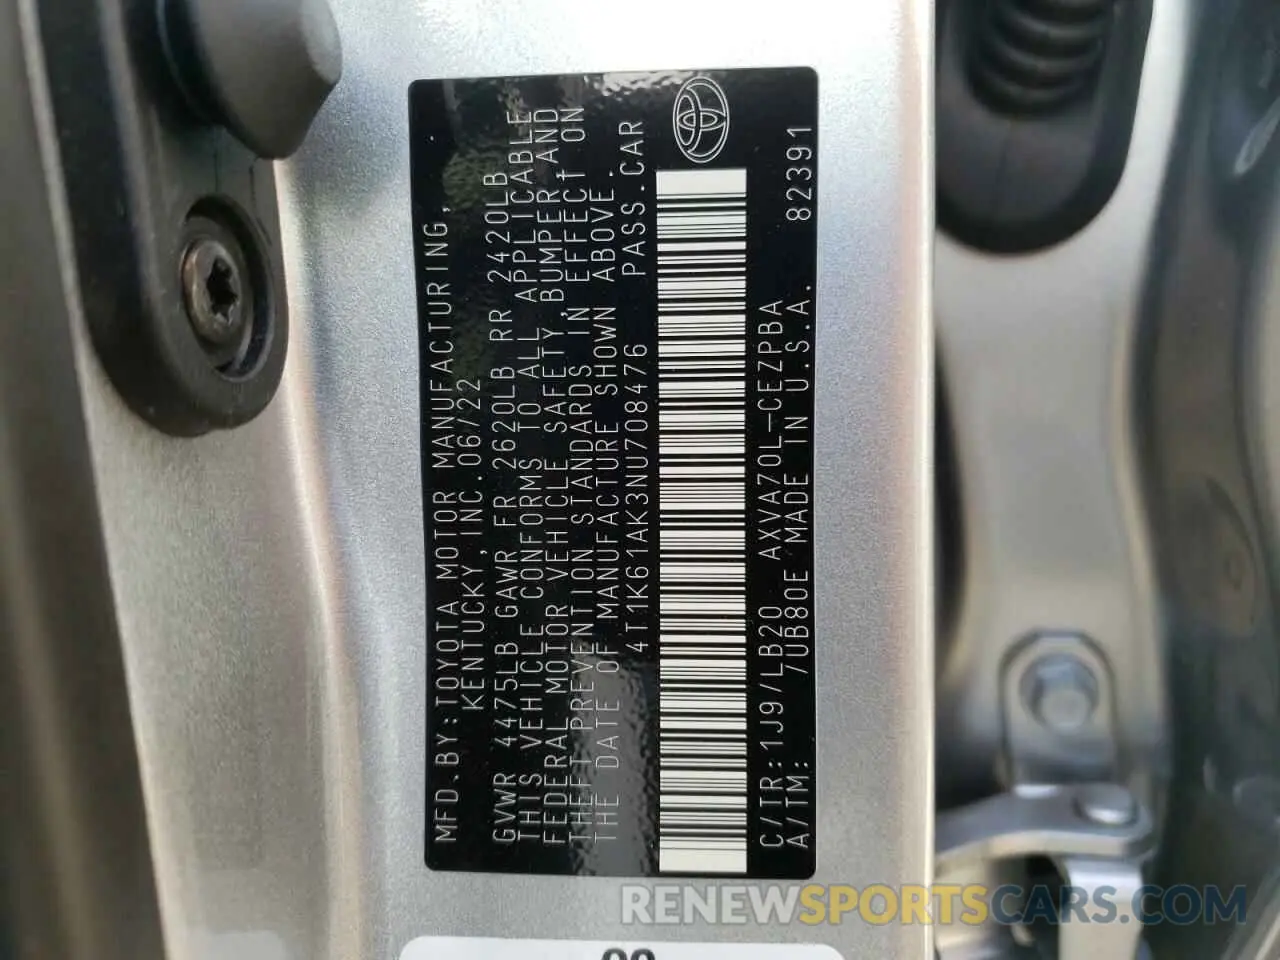 MFD.BY:TOYOTA MOTOR MANUFACTURING,
KENTUCKY,INC.06/22
GVWR 4475LB GAWR FR 2620LB RR 2420LB
THIS VEHICLE CONFORMS TO ALL APPLICABLE
FEDERAL MOTOR VEHICLE SAFETY,BUMPER,AND
THEFT PREVENTION STANDARDS IN EFFECT ON
THE DATE OF MANUFACTURE SHOWN ABOVE.
4T1K61AK3NU708476 PASS.CAR
C/TR:1J9/LB20 AXVA70L-CEZPBA 82391
A/TM: 7UB80E MADE IN U.S.A.
RENEWSPORTSCARS.COM